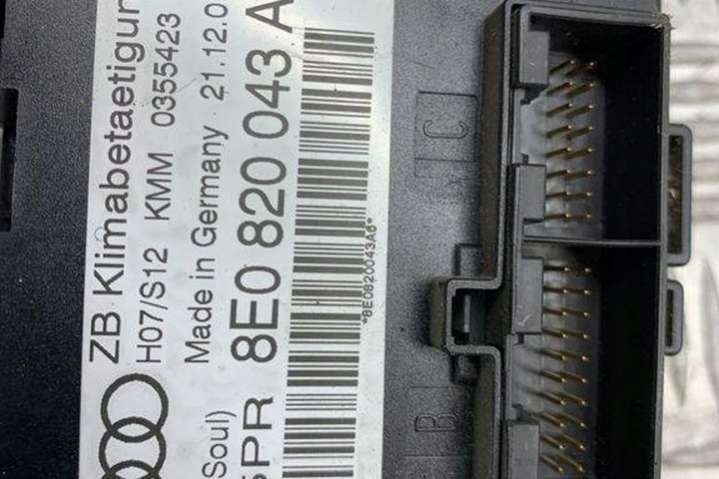 ZB Klimabetaetigun
H07/S12 KMM 0355423
Made in Germany 21.12.0
8E0 820 043 A
*8E0820043A6*
Soul)
5PR
C
B